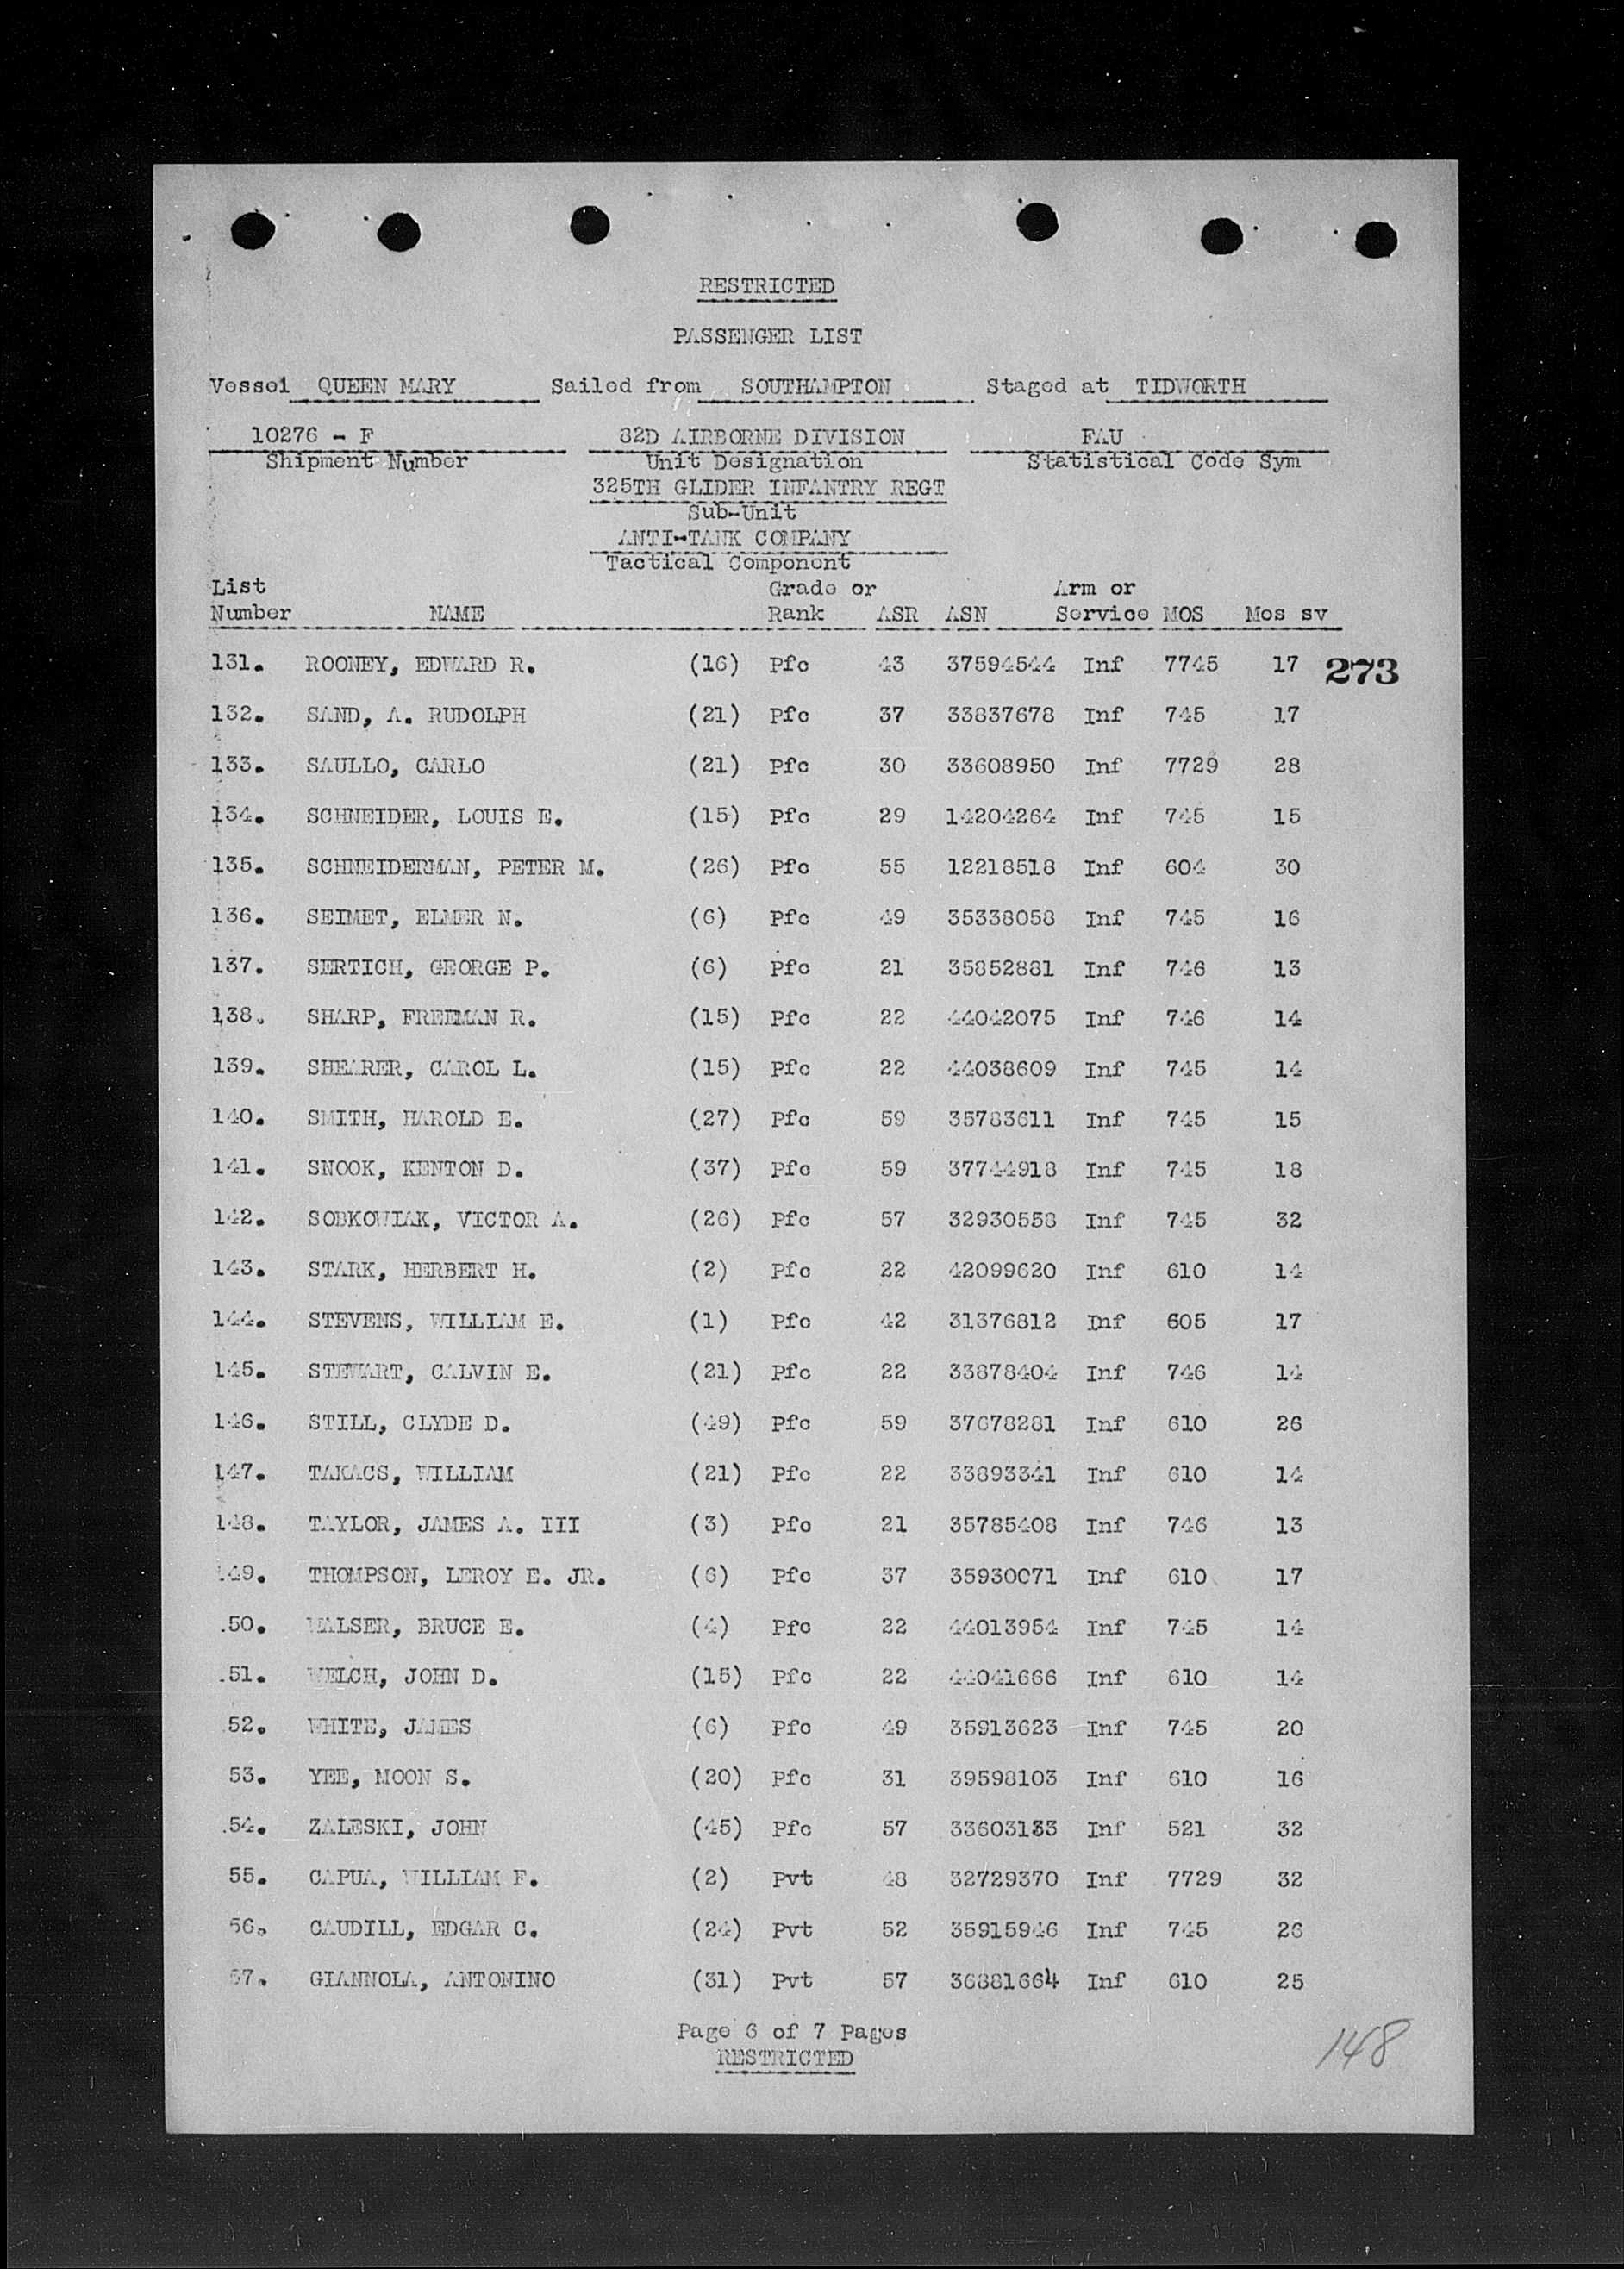 RESTRICTED
PASSENGER LIST
Vessel QUEEN MARY Sailed from SOUTHAMPTON Staged at TIDWORTH
10276 - F 82D AIRBORNE DIVISION FAU
Shipment Number Unit Designation Statistical Code Sym
325TH GLIDER INFANTRY REGT
Sub-Unit
ANTI-TANK COMPANY
Tactical Component
List Grade or Arm or
Number NAME Rank ASR ASN Service MOS Mos sv
131. ROONEY, EDWARD R. (16) Pfc 43 37594544 Inf 7745 17 273
132. SAND, A. RUDOLPH (21) Pfc 37 33837678 Inf 745 17
133. SAULLO, CARLO (21) Pfc 30 33608950 Inf 7729 28
134. SCHNEIDER, LOUIS E. (15) Pfc 29 14204264 Inf 745 15
135. SCHNEIDERMAN, PETER M. (26) Pfc 55 12218518 Inf 604 30
136. SEIMET, ELMER N. (6) Pfc 49 35338058 Inf 745 16
137. SERTICH, GEORGE P. (6) Pfc 21 35852881 Inf 746 13
138. SHARP, FREEMAN R. (15) Pfc 22 44042075 Inf 746 14
139. SHEARER, CAROL L. (15) Pfc 22 44038609 Inf 745 14
140. SMITH, HAROLD E. (27) Pfc 59 35783611 Inf 745 15
141. SNOOK, KENTON D. (37) Pfc 59 37744918 Inf 745 18
142. SOBKOWIAK, VICTOR A. (26) Pfc 57 32930558 Inf 745 32
143. STARK, HERBERT H. (2) Pfc 22 42099620 Inf 610 14
144. STEVENS, WILLIAM E. (1) Pfc 42 31376812 Inf 605 17
145. STEWART, CALVIN E. (21) Pfc 22 33878404 Inf 746 14
146. STILL, CLYDE D. (49) Pfc 59 37678281 Inf 610 26
147. TAKACS, WILLIAM (21) Pfc 22 33893341 Inf 610 14
148. TAYLOR, JAMES A. III (3) Pfc 21 35785408 Inf 746 13
149. THOMPSON, LEROY E. JR. (6) Pfc 37 35930071 Inf 610 17
50. WALSER, BRUCE E. (4) Pfc 22 44013954 Inf 745 14
51. WELCH, JOHN D. (15) Pfc 22 44041666 Inf 610 14
52. WHITE, JAMES (6) Pfc 49 35913623 Inf 745 20
53. YEE, MOON S. (20) Pfc 31 39598103 Inf 610 16
54. ZALESKI, JOHN (45) Pfc 57 33603133 Inf 521 32
55. CAPUA, WILLIAM F. (2) Pvt 48 32729370 Inf 7729 32
56. CAUDILL, EDGAR C. (24) Pvt 52 35915946 Inf 745 26
57. GIANNOLA, ANTONINO (31) Pvt 57 36681664 Inf 610 25
Page 6 of 7 Pages
RESTRICTED
148